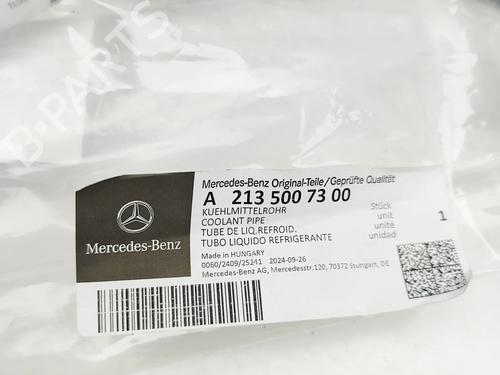 B-PARTS
Mercedes-Benz Original-Teile/Geprüfte Qualität
A 213 500 73 00
KUEHLMITTELROHR
COOLANT PIPE
TUBE DE LIQ.REFROID.
TUBO LIQUIDO REFRIGERANTE
Stück
unit
unité
unidad
1
Mercedes-Benz
Made in HUNGARY
0060/2409/25241 2024-09-26
Mercedes-Benz AG, Mercedesstr.120, 70372 Stuttgart, DE